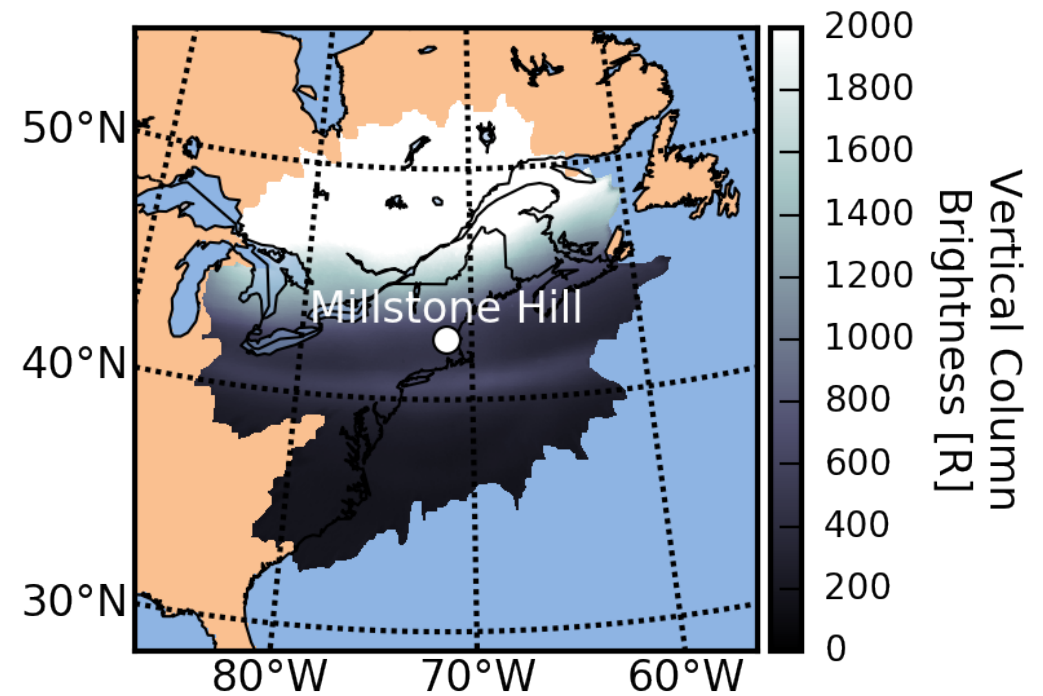 50°N
40°N
30°N
80°W
70°W
60°W
Millstone Hill
2000
1800
1600
1400
1200
1000
800
600
400
200
0
Vertical Column
Brightness [R]